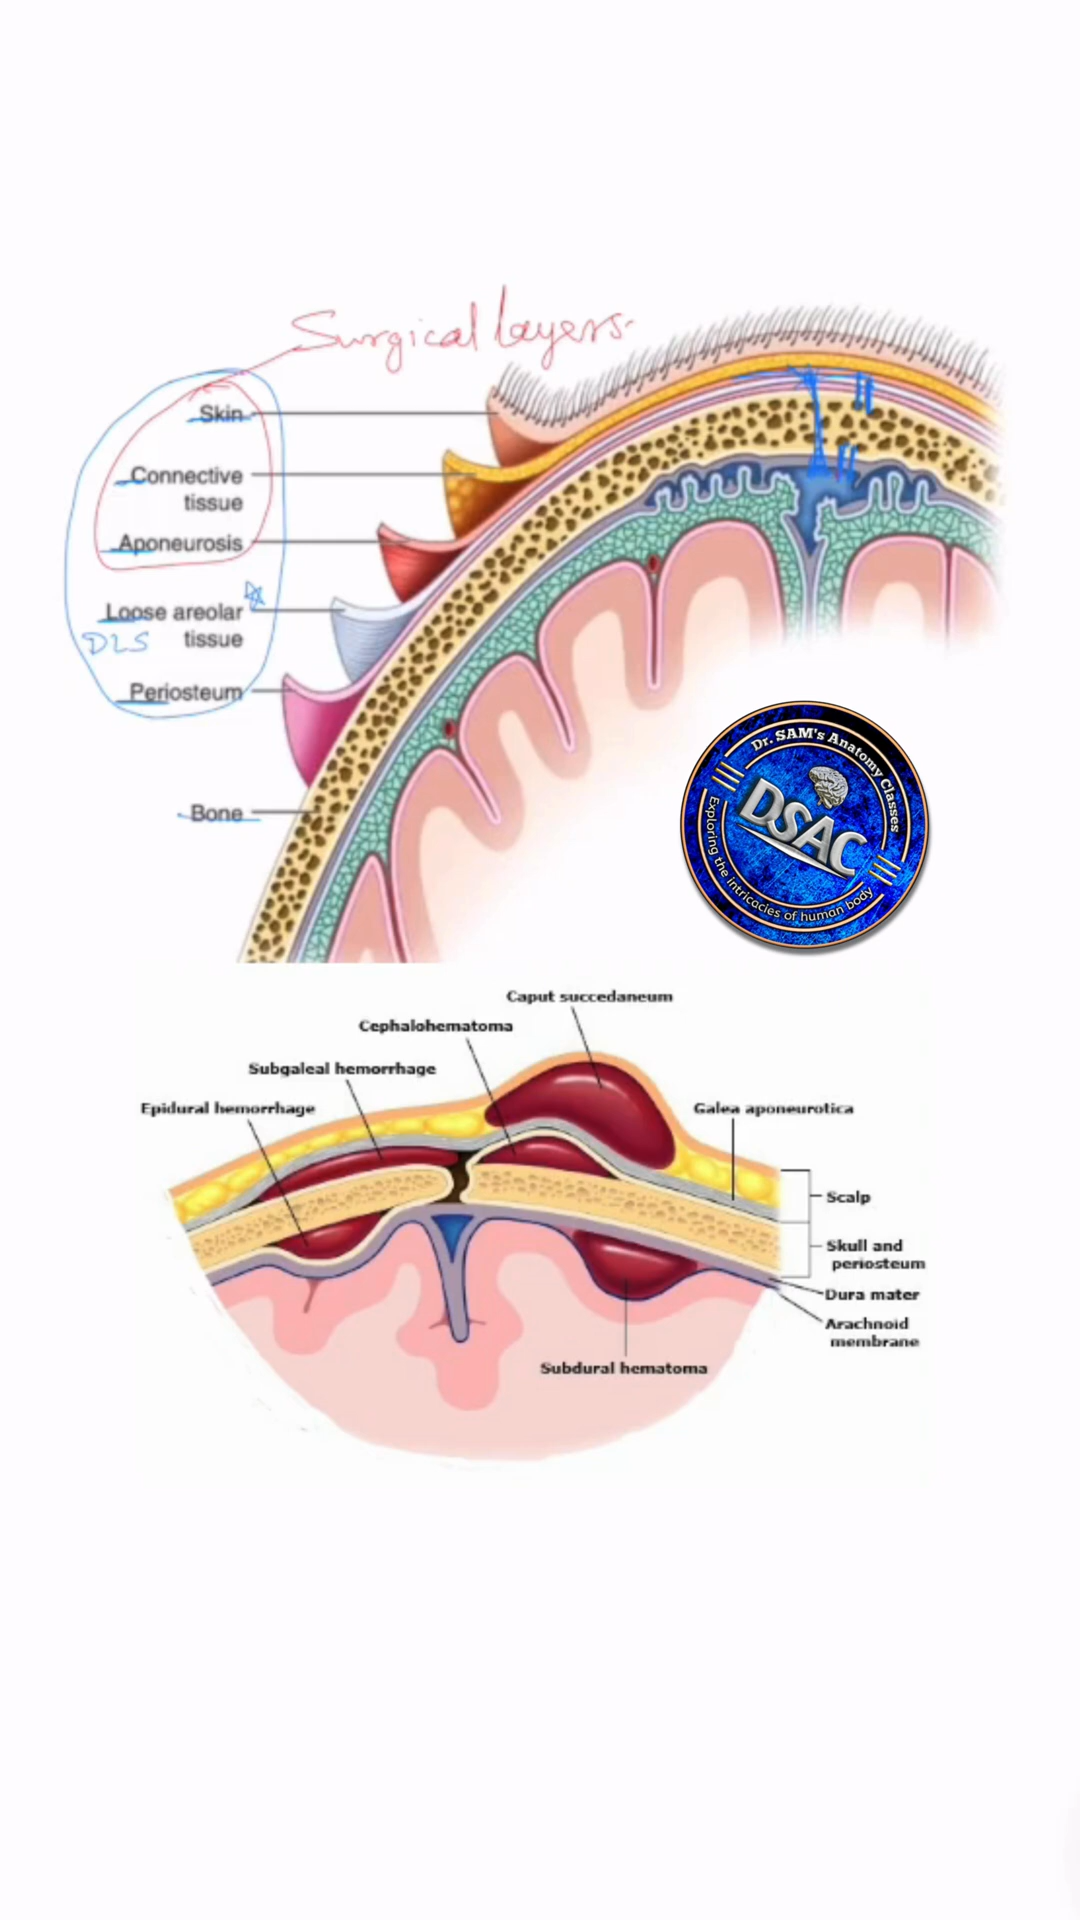 Surgical layers
Skin
Connective
tissue
Aponeurosis
Loose areolar
DLS tissue
Periosteum
Bone
Dr. SAM's Anatomy Classes
DSAC
Exploring the intricacies of human body
Caput succedaneum
Cephalohematoma
Subgaleal hemorrhage
Epidural hemorrhage
Galea aponeurotica
Scalp
Skull and
periosteum
Dura mater
Arachnoid
membrane
Subdural hematoma